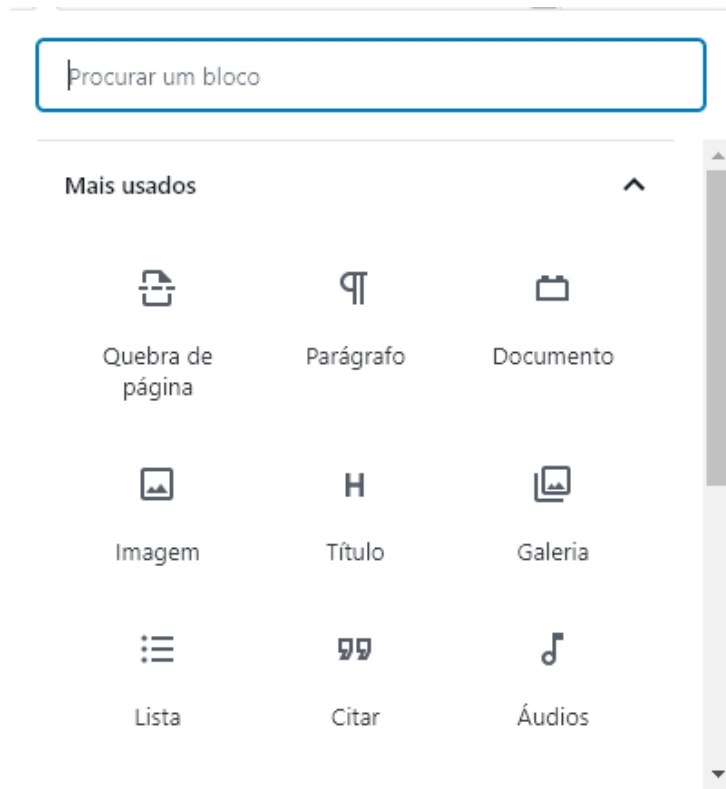 Procurar um bloco
Mais usados
Quebra de página
Parágrafo
Documento
Imagem
Título
Galeria
Lista
Citar
Áudios